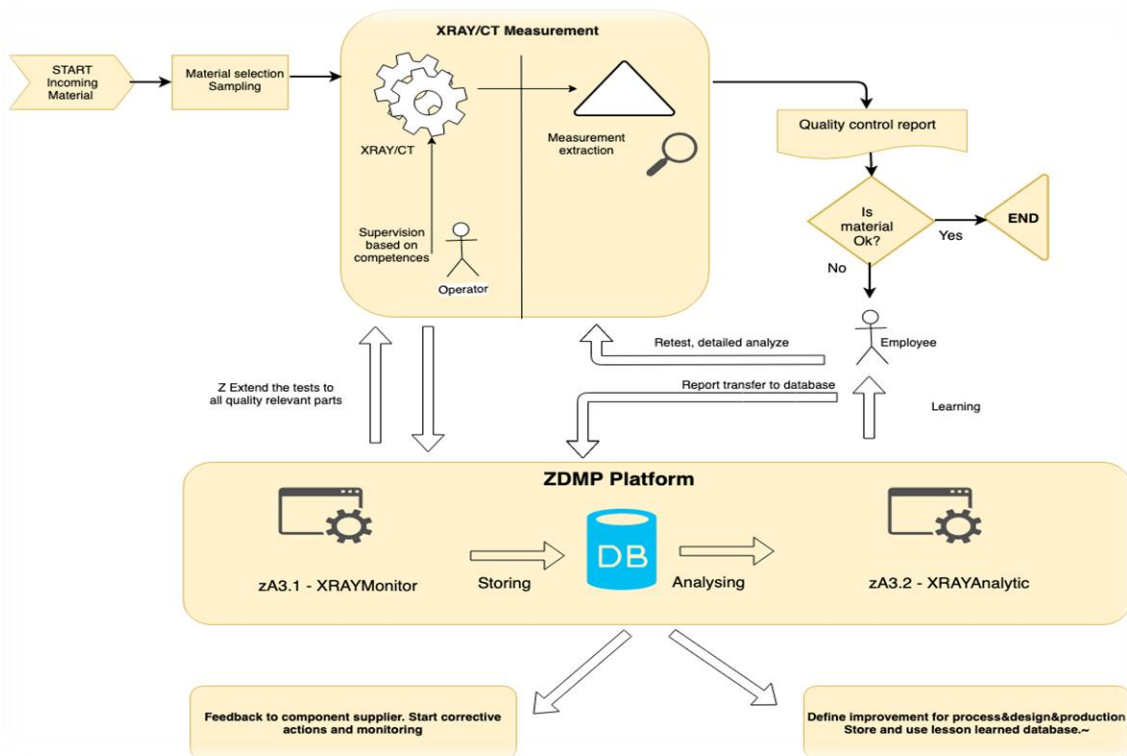 XRAY/CT Measurement
START
Incoming
Material
Material selection
Sampling
XRAY/CT
Measurement
extraction
Supervision
based on
competences
Operator
Quality control report
Is
material
Ok?
Yes
END
No
Employee
Retest, detailed analyze
Report transfer to database
Learning
Z Extend the tests to
all quality relevant parts
ZDMP Platform
zA3.1 - XRAYMonitor
Storing
DB
Analysing
zA3.2 - XRAYAnalytic
Feedback to component supplier. Start corrective
actions and monitoring
Define improvement for process&design&production
Store and use lesson learned database.~